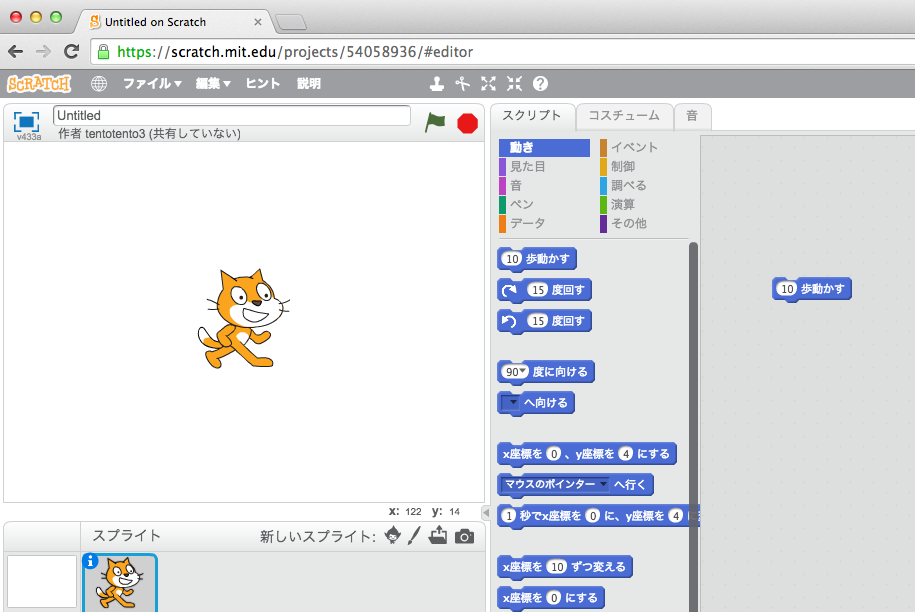 Untitled on Scratch
https://scratch.mit.edu/projects/54058936/#editor
SCRATCH ファイル▼ 編集▼ ヒント 説明
v433a
Untitled
作者 tentotento3 (共有していない)
スクリプト コスチューム 音
動き イベント
見た目 制御
音 調べる
ペン 演算
データ その他
10 歩動かす
15 度回す
15 度回す
90▼ 度に向ける
へ向ける
x座標を 0 、y座標を 4 にする
マウスのポインター へ行く
1 秒でx座標を 0 に、y座標を 4
x座標を 10 ずつ変える
x座標を 0 にする
10 歩動かす
x: 122 y: 14
スプライト 新しいスプライト: